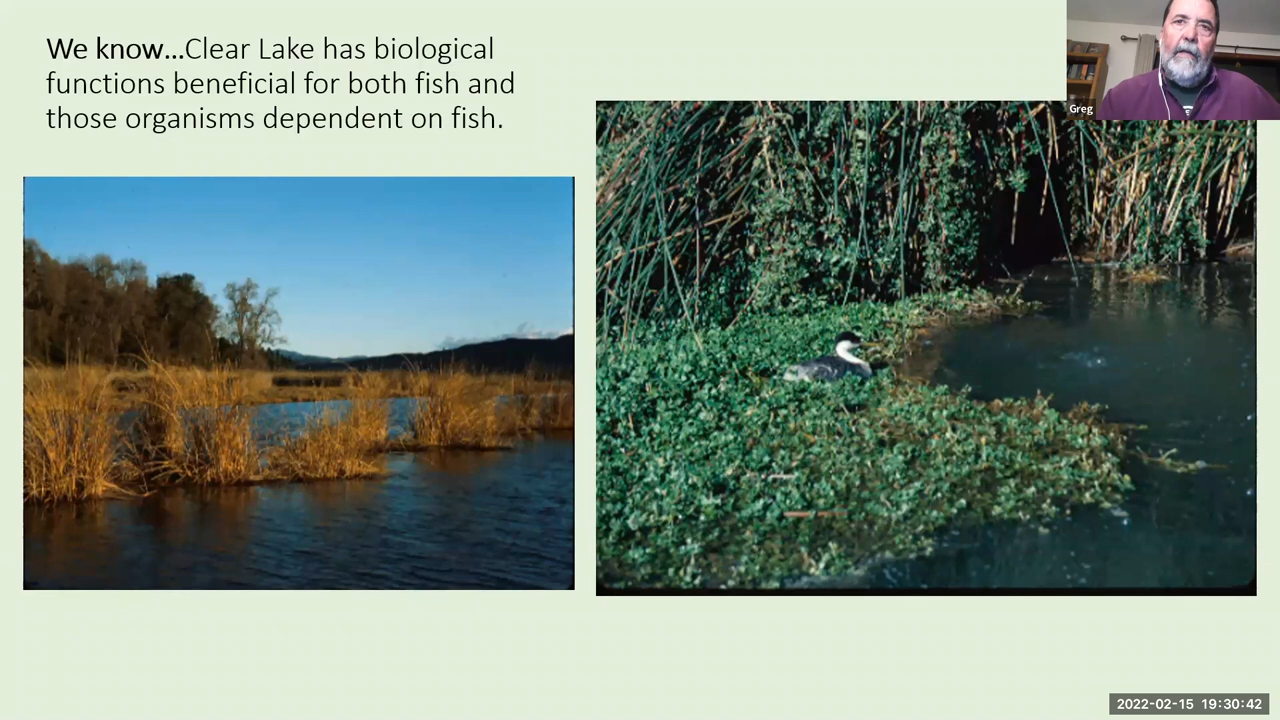 We know...Clear Lake has biological
functions beneficial for both fish and
those organisms dependent on fish.
Greg
2022-02-15 19:30:42